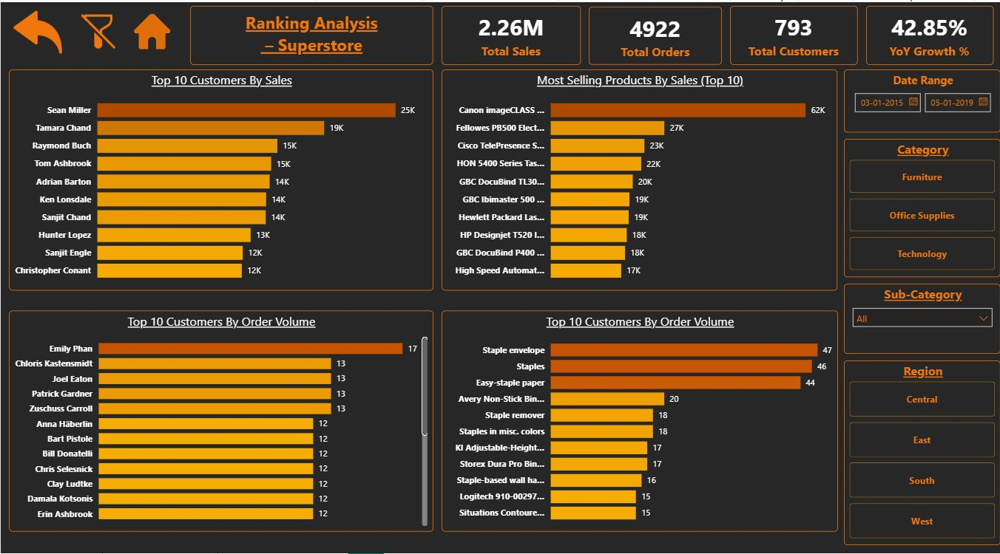 Ranking Analysis
– Superstore
2.26M
Total Sales
4922
Total Orders
793
Total Customers
42.85%
YoY Growth %
Top 10 Customers By Sales
Sean Miller 25K
Tamara Chand 19K
Raymond Buch 15K
Tom Ashbrook 15K
Adrian Barton 14K
Ken Lonsdale 14K
Sanjit Chand 14K
Hunter Lopez 13K
Sanjit Engle 12K
Christopher Conant 12K
Most Selling Products By Sales (Top 10)
Canon imageCLASS ... 62K
Fellowes PB500 Elect... 27K
Cisco TelePresence S... 23K
HON 5400 Series Tas... 22K
GBC DocuBind TL30... 20K
GBC Ibimaster 500 ... 19K
Hewlett Packard Las... 19K
HP Designjet T520 I... 18K
GBC DocuBind P400 ... 18K
High Speed Automat... 17K
Date Range
03-01-2015 05-01-2019
Category
Furniture
Office Supplies
Technology
Sub-Category
All
Region
Central
East
South
West
Top 10 Customers By Order Volume
Emily Phan 17
Chloris Kastensmidt 13
Joel Eaton 13
Patrick Gardner 13
Zuschuss Carroll 13
Anna Häberlin 12
Bart Pistole 12
Bill Donatelli 12
Chris Selesnick 12
Clay Ludtke 12
Damala Kotsonis 12
Erin Ashbrook 12
Top 10 Customers By Order Volume
Staple envelope 47
Staples 46
Easy-staple paper 44
Avery Non-Stick Bin... 20
Staple remover 18
Staples in misc. colors 18
KI Adjustable-Height... 17
Storex Dura Pro Bin... 17
Staple-based wall ha... 16
Logitech 910-00297... 15
Situations Contoure... 15